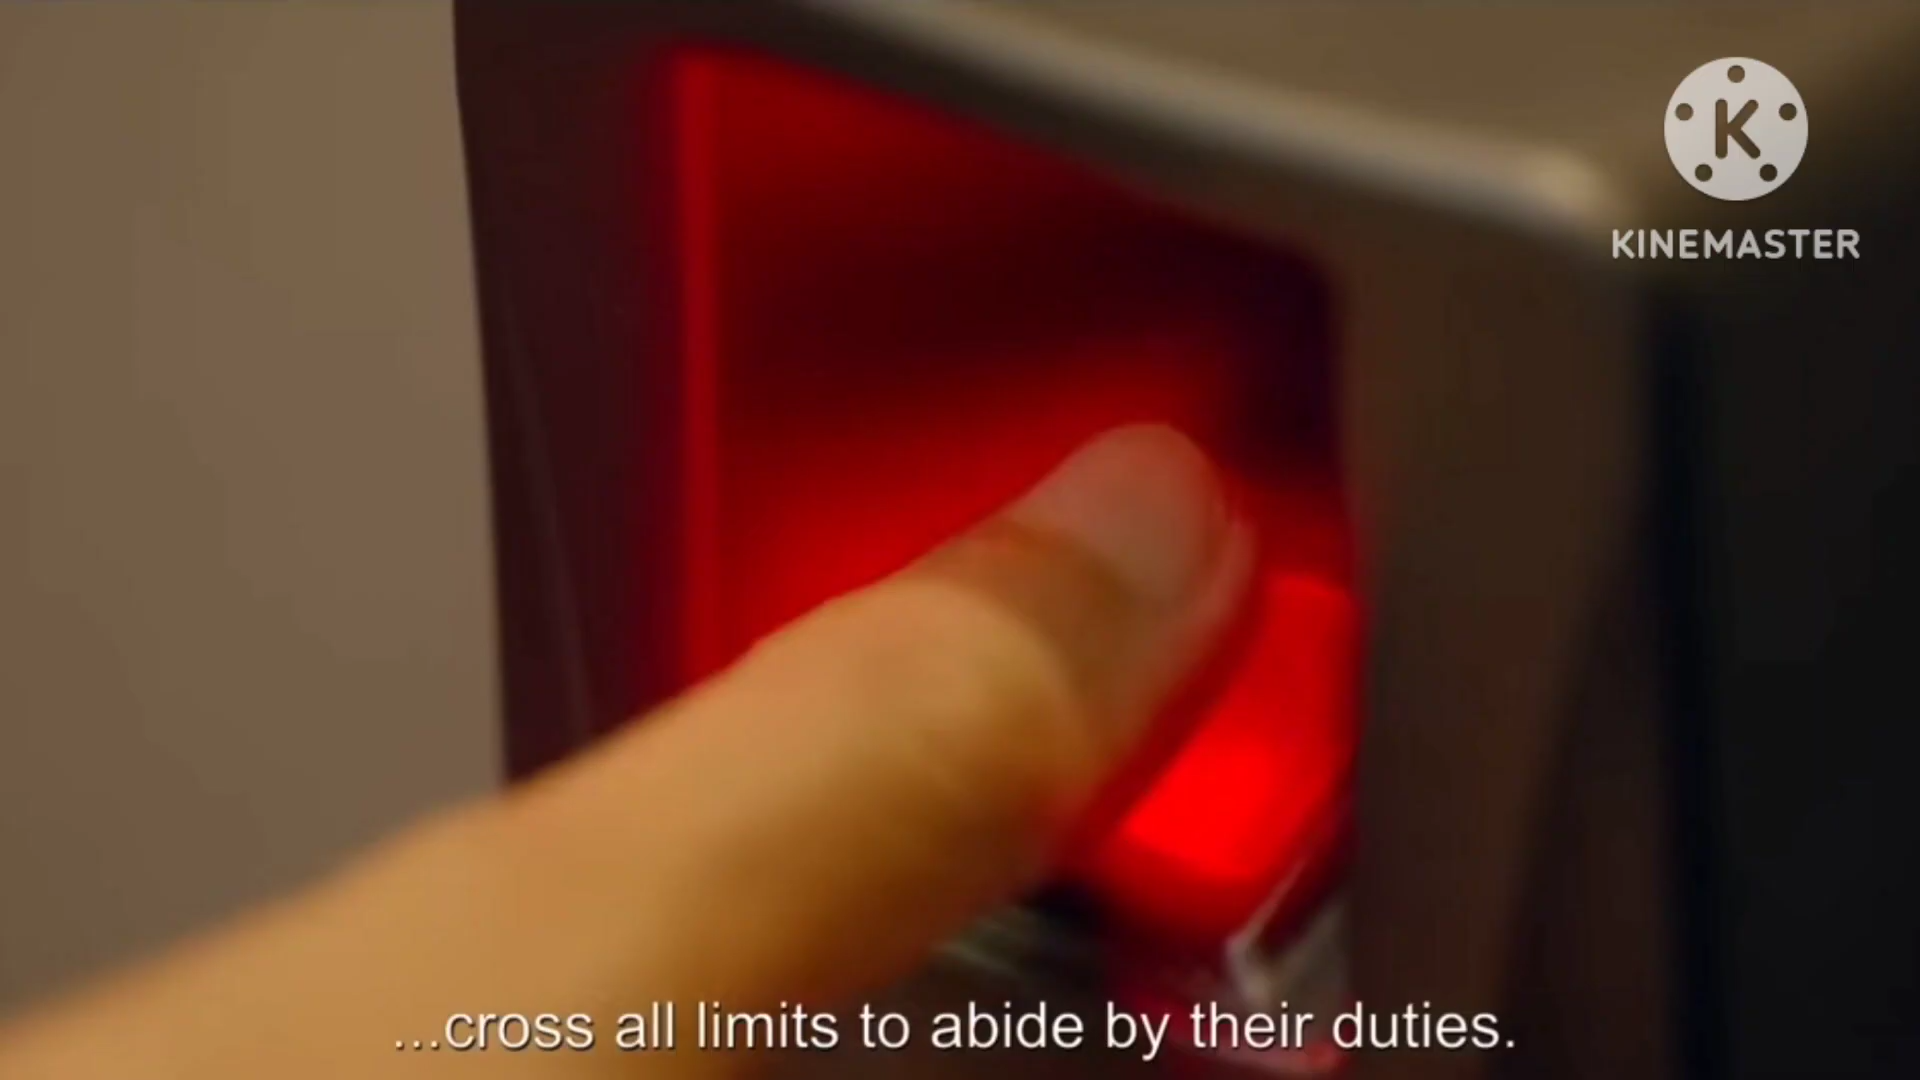 K
KINEMASTER
...cross all limits to abide by their duties.